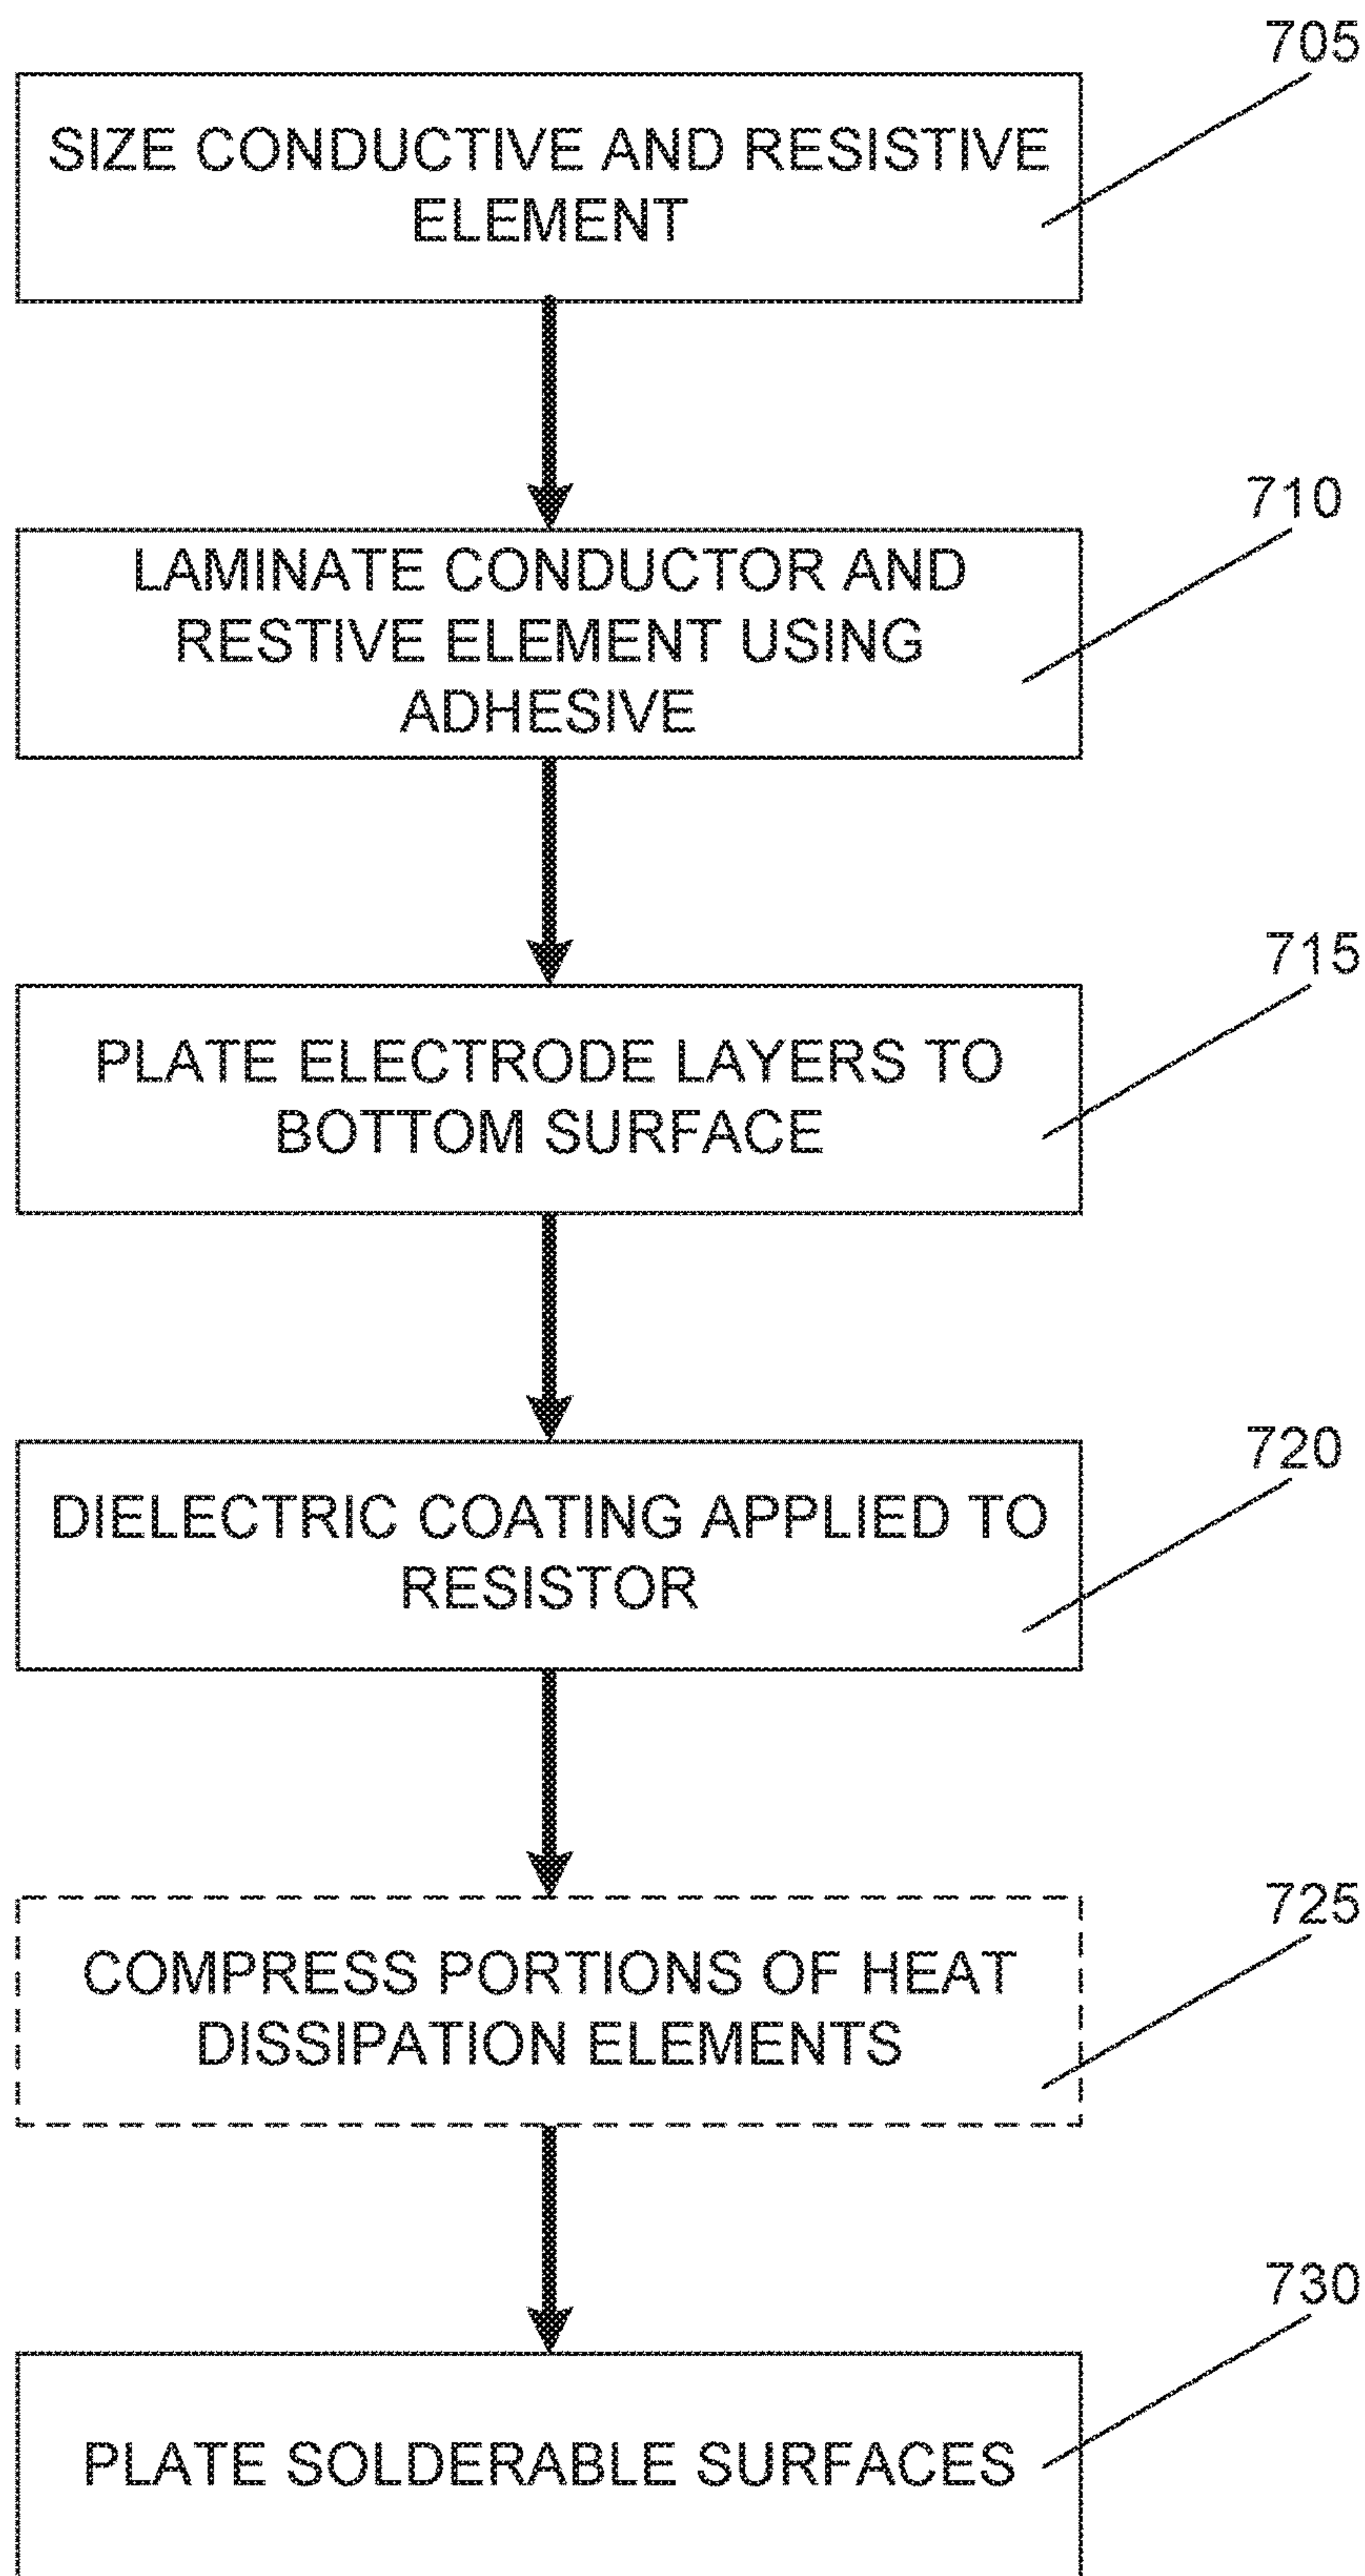 705
SIZE CONDUCTIVE AND RESISTIVE
ELEMENT
710
LAMINATE CONDUCTOR AND
RESTIVE ELEMENT USING
ADHESIVE
715
PLATE ELECTRODE LAYERS TO
BOTTOM SURFACE
720
DIELECTRIC COATING APPLIED TO
RESISTOR
725
COMPRESS PORTIONS OF HEAT
DISSIPATION ELEMENTS
730
PLATE SOLDERABLE SURFACES